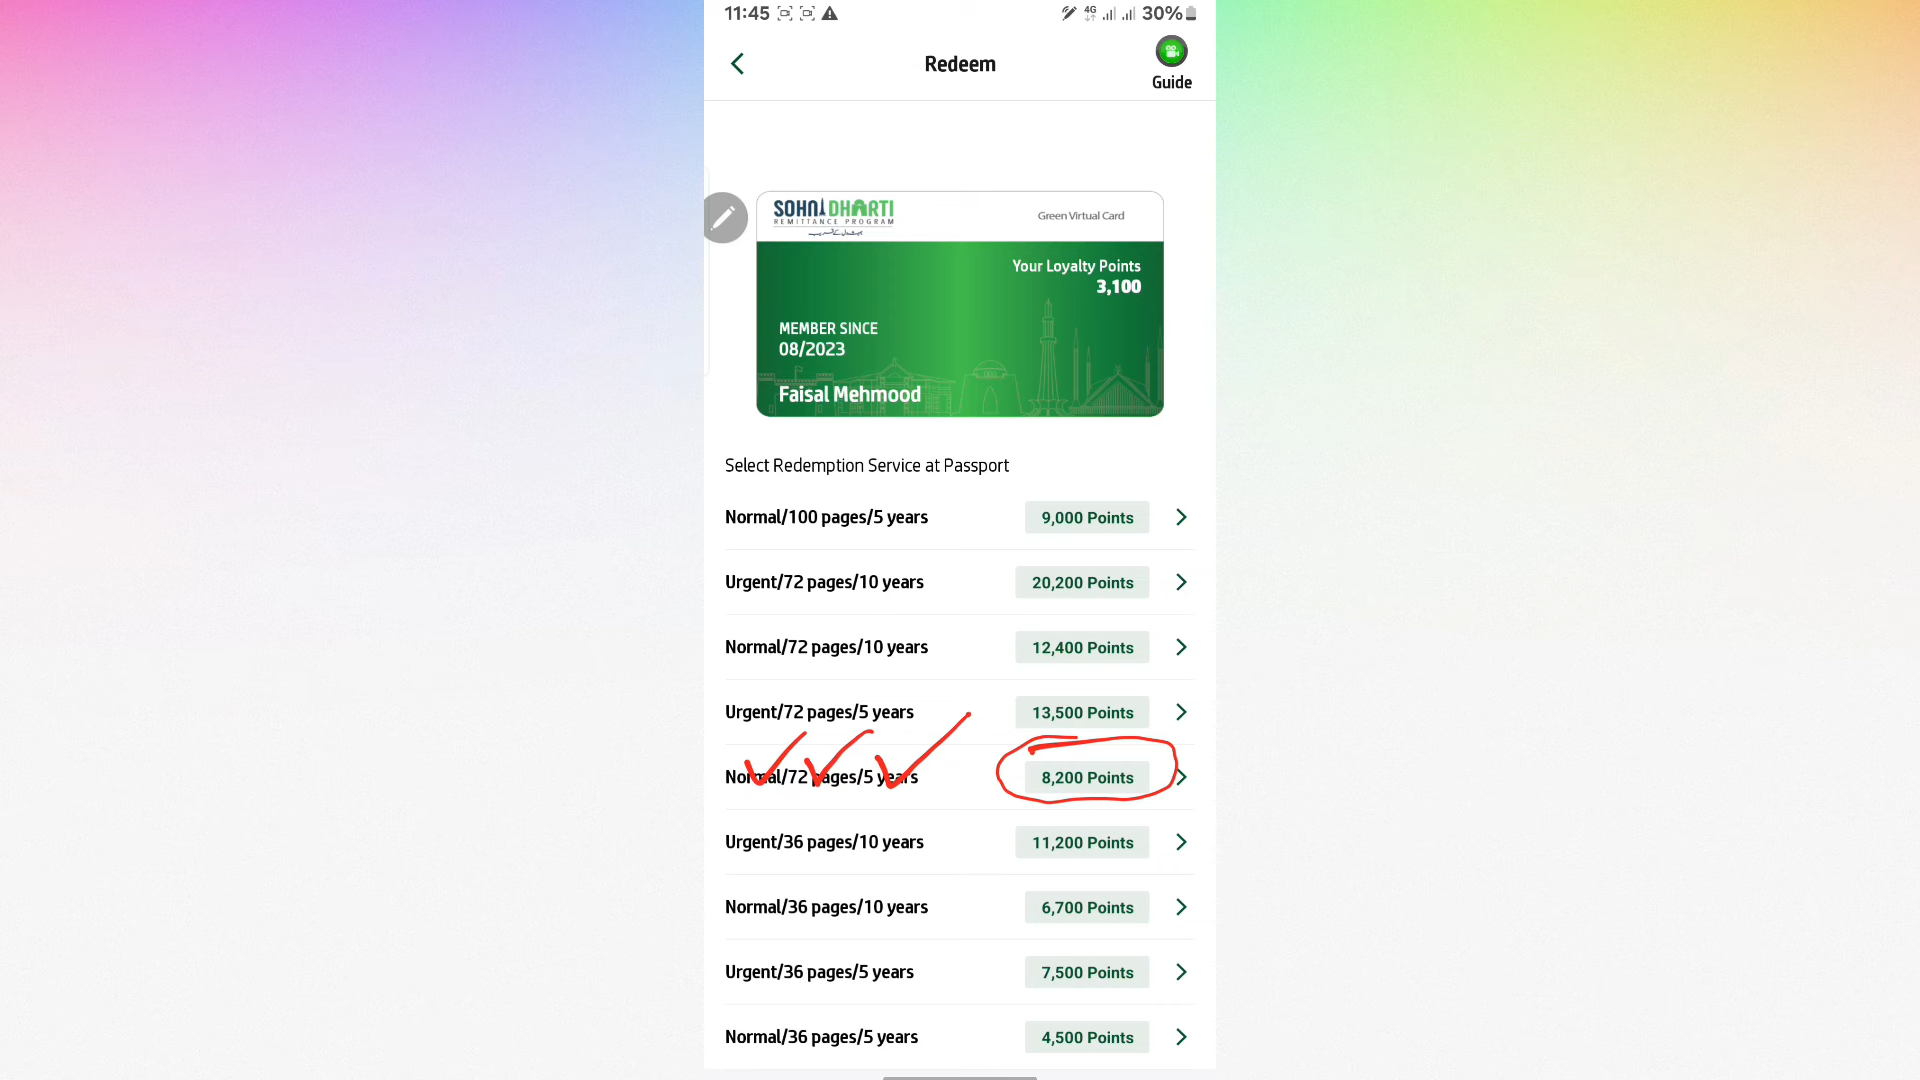 11:45
4G
30%
Redeem
Guide
SOHNI DHARTI
REMITTANCE PROGRAM
Green Virtual Card
Your Loyalty Points
3,100
MEMBER SINCE
08/2023
Faisal Mehmood
Select Redemption Service at Passport
Normal/100 pages/5 years 9,000 Points
Urgent/72 pages/10 years 20,200 Points
Normal/72 pages/10 years 12,400 Points
Urgent/72 pages/5 years 13,500 Points
Normal/72 pages/5 years 8,200 Points
Urgent/36 pages/10 years 11,200 Points
Normal/36 pages/10 years 6,700 Points
Urgent/36 pages/5 years 7,500 Points
Normal/36 pages/5 years 4,500 Points